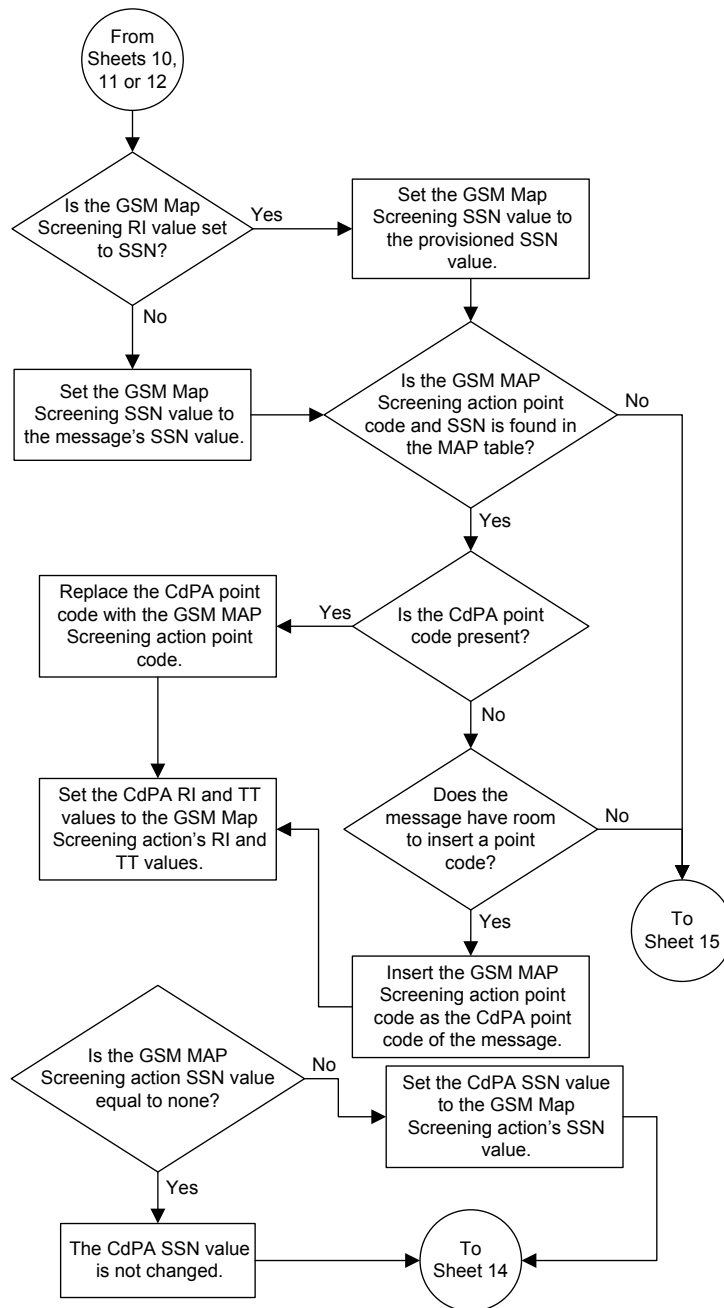 From
Sheets 10,
11 or 12
Is the GSM Map
Screening RI value set
to SSN?
Yes
Set the GSM Map
Screening SSN value to
the provisioned SSN
value.
No
Set the GSM Map
Screening SSN value to
the message’s SSN value.
Is the GSM MAP
Screening action point
code and SSN is found in
the MAP table?
No
Yes
Replace the CdPA point
code with the GSM MAP
Screening action point
code.
Yes
Is the CdPA point
code present?
No
Set the CdPA RI and TT
values to the GSM Map
Screening action’s RI and
TT values.
Does the
message have room
to insert a point
code?
No
Yes
To
Sheet 15
Insert the GSM MAP
Screening action point
code as the CdPA point
code of the message.
Is the GSM MAP
Screening action SSN value
equal to none?
No
Set the CdPA SSN value
to the GSM Map
Screening action’s SSN
value.
Yes
The CdPA SSN value
is not changed.
To
Sheet 14